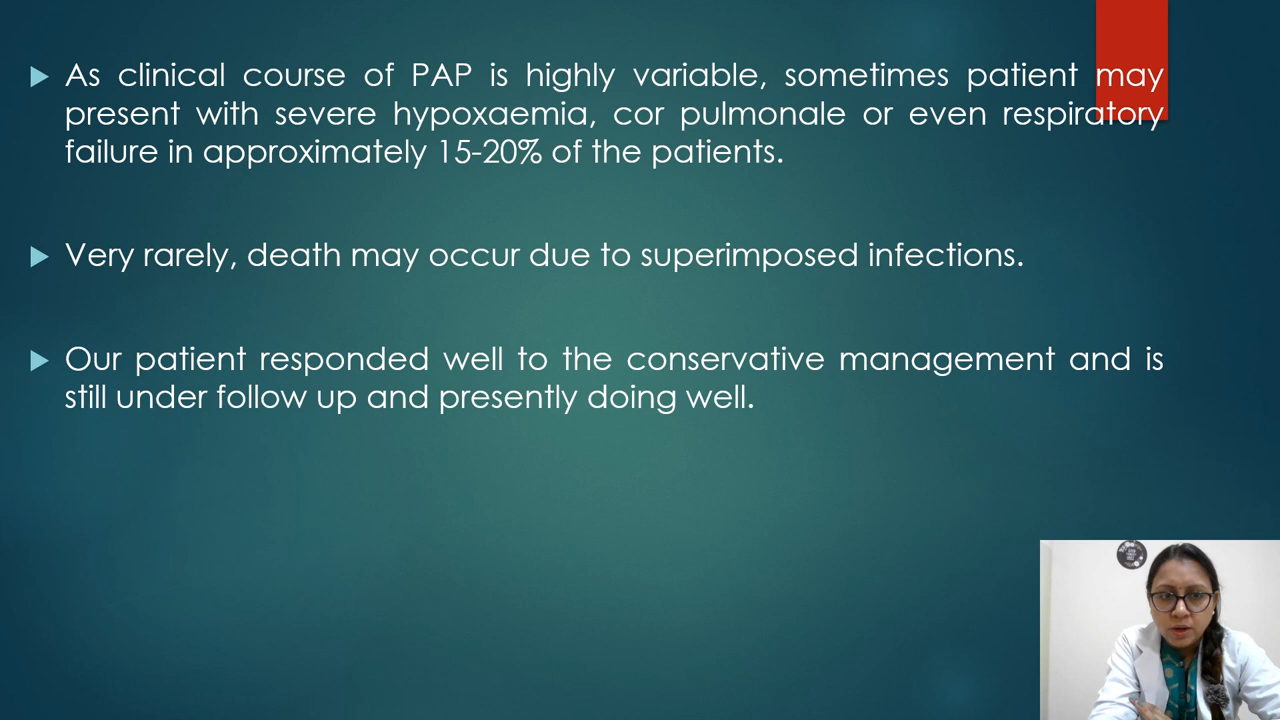 As clinical course of PAP is highly variable, sometimes patient may
present with severe hypoxaemia, cor pulmonale or even respiratory
failure in approximately 15-20% of the patients.
Very rarely, death may occur due to superimposed infections.
Our patient responded well to the conservative management and is
still under follow up and presently doing well.